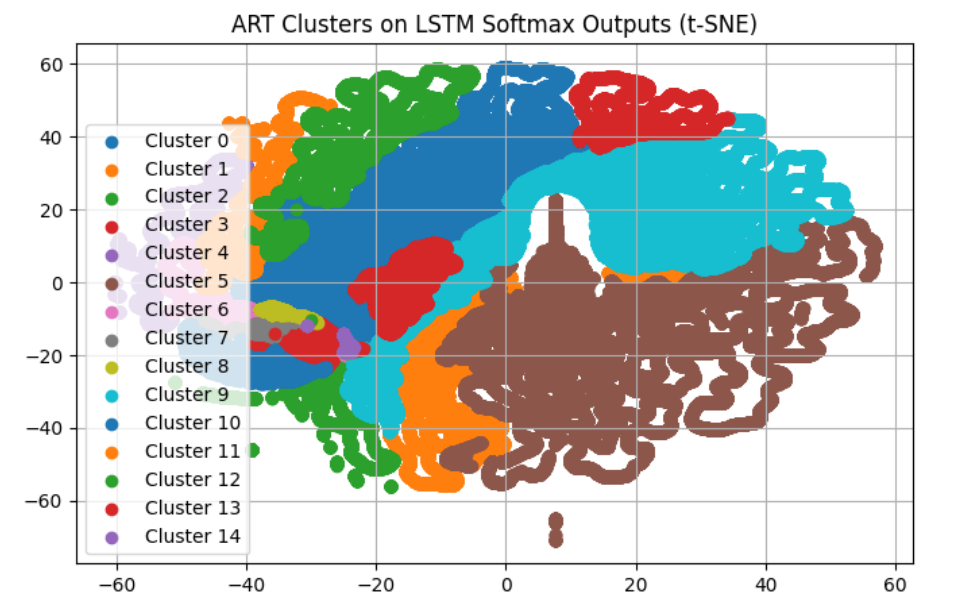 ART Clusters on LSTM Softmax Outputs (t-SNE)
60
40
20
0
−20
−40
−60
Cluster 0
Cluster 1
Cluster 2
Cluster 3
Cluster 4
Cluster 5
Cluster 6
Cluster 7
Cluster 8
Cluster 9
Cluster 10
Cluster 11
Cluster 12
Cluster 13
Cluster 14
−60 −40 −20 0 20 40 60